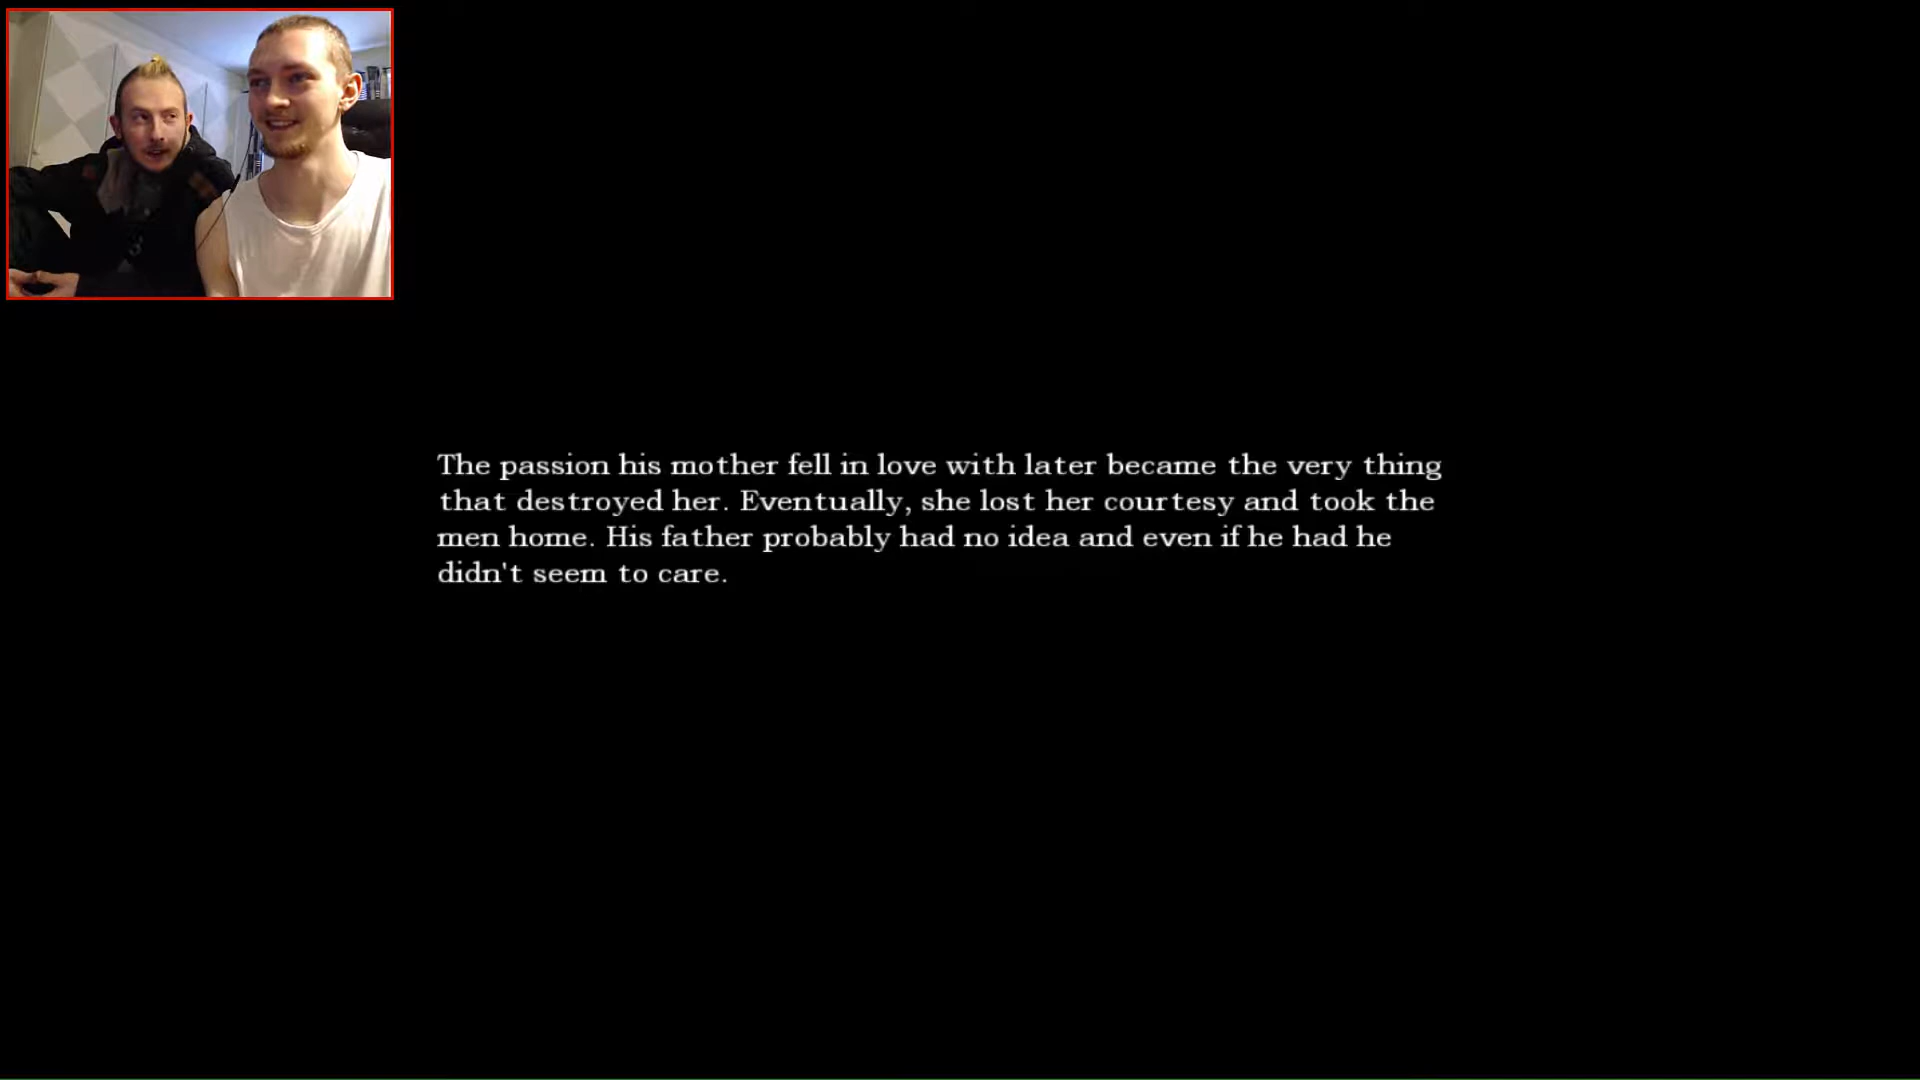 The passion his mother fell in love with later became the very thing
that destroyed her. Eventually, she lost her courtesy and took the
men home. His father probably had no idea and even if he had he
didn't seem to care.